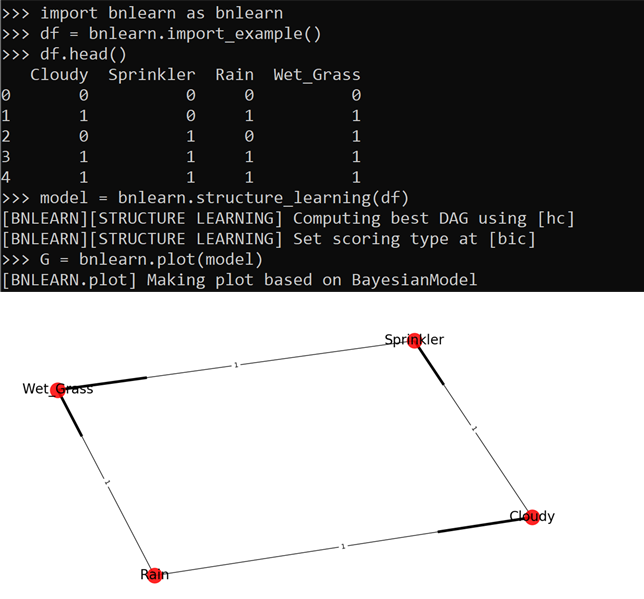 >>> import bnlearn as bnlearn
>>> df = bnlearn.import_example()
>>> df.head()
   Cloudy  Sprinkler  Rain  Wet_Grass
0       0          0     0          0
1       1          0     1          1
2       0          1     0          1
3       1          1     1          1
4       1          1     1          1
>>> model = bnlearn.structure_learning(df)
[BNLEARN][STRUCTURE LEARNING] Computing best DAG using [hc]
[BNLEARN][STRUCTURE LEARNING] Set scoring type at [bic]
>>> G = bnlearn.plot(model)
[BNLEARN.plot] Making plot based on BayesianModel
Sprinkler
1
Wet_Grass
1
1
Cloudy
1
Rain